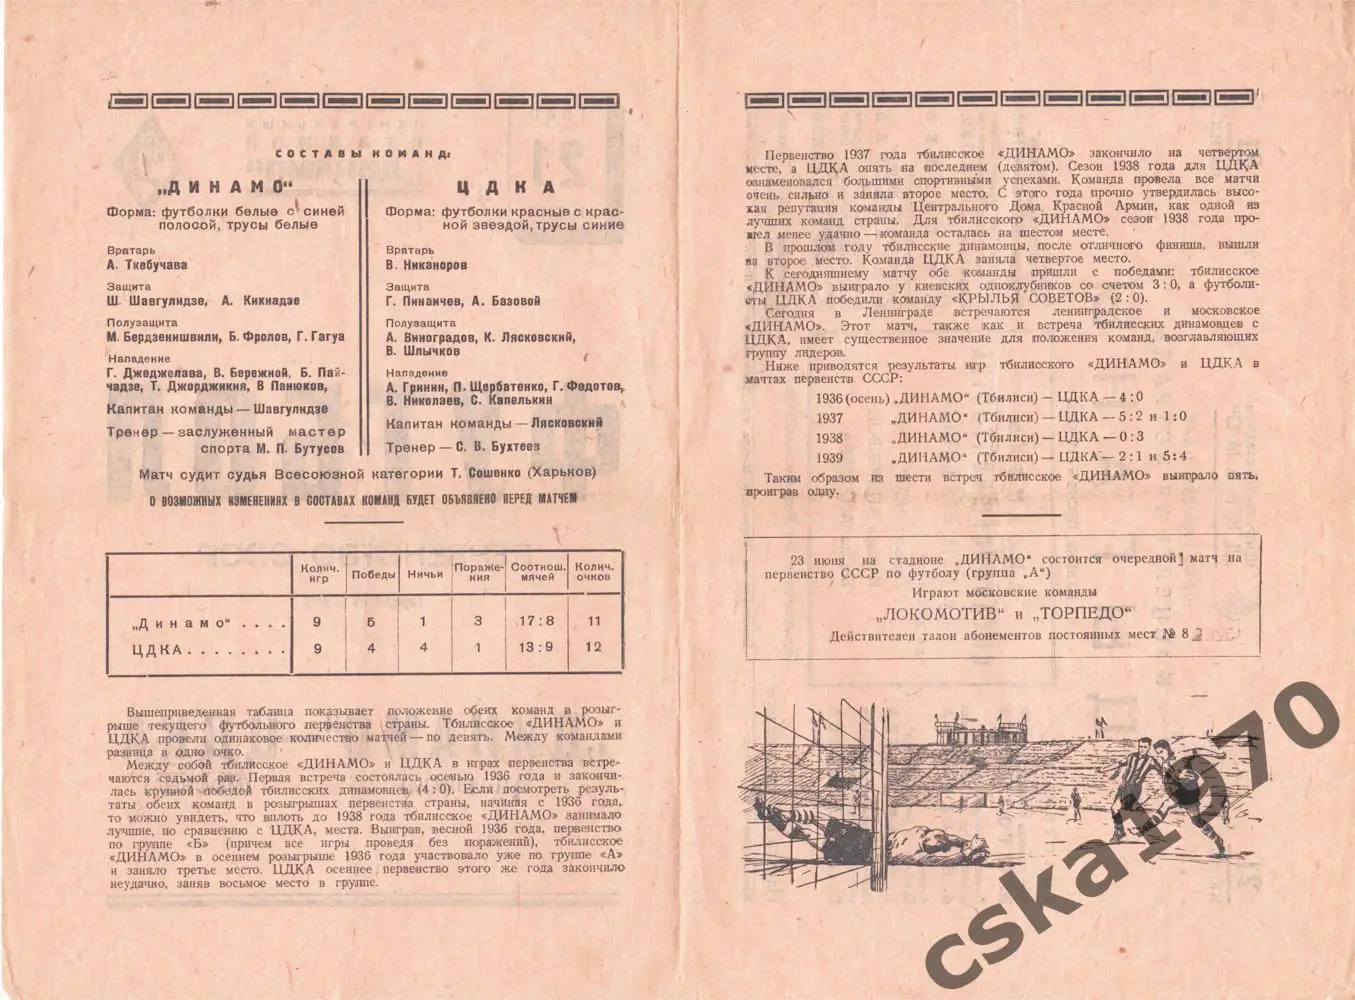 СОСТАВЫ КОМАНД:
„ДИНАМО“
Форма: футболки белые с синей
полосой, трусы белые
Вратарь
А. Ткебучава
Защита
Ш. Шавгулидзе, А. Кикнадзе
Полузащита
М. Бердзенишвили, Б. Фролов, Г. Гагуа
Нападение
Г. Джеджелава, В. Бережной, Б. Пай-
чадзе, Т. Джорджикия, В Панюков,
Капитан команды — Шавгулидзе
Тренер — заслуженный мастер
спорта М. П. Бутусов
ЦДКА
Форма: футболки красные с крас-
ной звездой, трусы синие
Вратарь
В. Никаноров
Защита
Г. Пинаичев, А. Базовой
Полузащита
А. Виноградов, К. Лясковский,
В. Шлычков
Нападение
А. Гринин, П. Щербатенко, Г. Федотов,
В. Николаев, С. Капелькин
Капитан команды — Лясковский
Тренер — С. В. Бухтеев
Матч судит судья Всесоюзной категории Т. Сошенко (Харьков)
О ВОЗМОЖНЫХ ИЗМЕНЕНИЯХ В СОСТАВАХ КОМАНД БУДЕТ ОБЪЯВЛЕНО ПЕРЕД МАТЧЕМ
Колич. игр Победы Ничьи Пораже-ния Соотнош. мячей Колич. очков
„Динамо“ . . . . 9 5 1 3 17:8 11
ЦДКА . . . . . . . . 9 4 4 1 13:9 12
Вышеприведенная таблица показывает положение обеих команд в розыг-
рыше текущего футбольного первенства страны. Тбилисское «ДИНАМО» и
ЦДКА провели одинаковое количество матчей — по девять. Между командами
разница в одно очко.
Между собой тбилисское «ДИНАМО» и ЦДКА в играх первенства встре-
чаются седьмой раз. Первая встреча состоялась осенью 1936 года и закончи-
лась крупной победой тбилисских динамовцев (4:0). Если посмотреть резуль-
таты обеих команд в розыгрышах первенства страны, начиная с 1936 года,
то можно увидеть, что вплоть до 1938 года тбилисское «ДИНАМО» занимало
лучшие, по сравнению с ЦДКА, места. Выиграв, весной 1936 года, первенство
по группе «Б» (причем все игры проведя без поражений), тбилисское
«ДИНАМО» в осеннем розыгрыше 1936 года участвовало уже по группе «А»
и заняло третье место. ЦДКА осеннее первенство этого же года закончило
неудачно, заняв восьмое место в группе.
Первенство 1937 года тбилисское «ДИНАМО» закончило на четвертом
месте, а ЦДКА опять на последнем (девятом). Сезон 1938 года для ЦДКА
ознаменовался большими спортивными успехами. Команда провела все матчи
очень сильно и заняла второе место. С этого года прочно утвердилась высо-
кая репутация команды Центрального Дома Красной Армии, как одной из
лучших команд страны. Для тбилисского «ДИНАМО» сезон 1938 года про-
шел менее удачно — команда осталась на шестом месте.
В прошлом году тбилисские динамовцы, после отличного финиша, вышли
на второе место. Команда ЦДКА заняла четвертое место.
К сегодняшнему матчу обе команды пришли с победами: тбилисское
«ДИНАМО» выиграло у киевских одноклубников со счетом 3:0, а футболи-
сты ЦДКА победили команду «КРЫЛЬЯ СОВЕТОВ» (2:0).
Сегодня в Ленинграде встречаются ленинградское и московское
«ДИНАМО». Этот матч, также как и встреча тбилисских динамовцев с
ЦДКА, имеет существенное значение для положения команд, возглавляющих
группу лидеров.
Ниже приводятся результаты игр тбилисского «ДИНАМО» и ЦДКА в
матчах первенств СССР:
1936 (осень) „ДИНАМО“ (Тбилиси) — ЦДКА — 4:0
1937 „ДИНАМО“ (Тбилиси) — ЦДКА — 5:2 и 1:0
1938 „ДИНАМО“ (Тбилиси) — ЦДКА — 0:3
1939 „ДИНАМО“ (Тбилиси) — ЦДКА — 2:1 и 5:4
Таким образом из шести встреч тбилисское «ДИНАМО» выиграло пять,
проиграв одну.
23 июня на стадионе „ДИНАМО“ состоится очередной матч на
первенство СССР по футболу (группа „А“)
Играют московские команды
„ЛОКОМОТИВ“ и „ТОРПЕДО“
Действителен талон абонементов постоянных мест № 8
cska1970